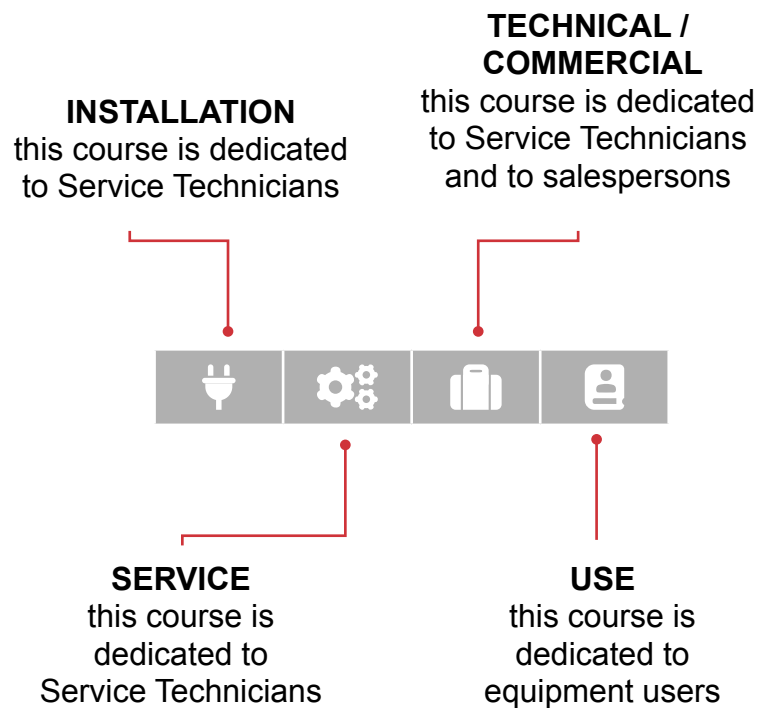 INSTALLATION
this course is dedicated
to Service Technicians
TECHNICAL /
COMMERCIAL
this course is dedicated
to Service Technicians
and to salespersons
SERVICE
this course is
dedicated to
Service Technicians
USE
this course is
dedicated to
equipment users